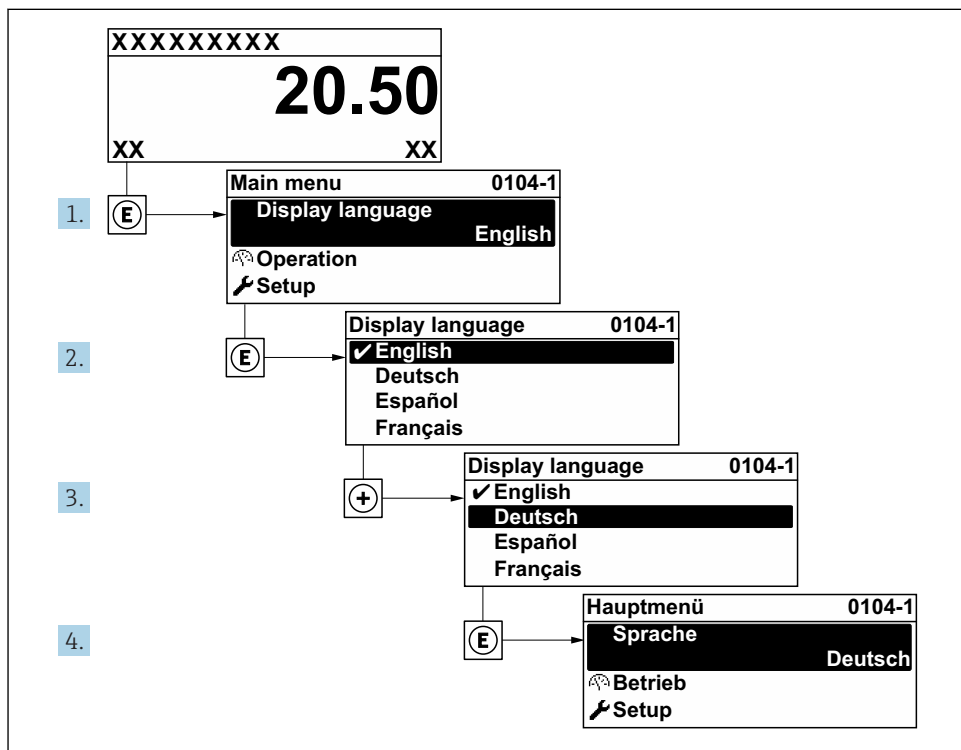 XXXXXXXXX
20.50
XX XX
1. E
Main menu 0104-1
Display language
English
Operation
Setup
2. E
Display language 0104-1
✔ English
Deutsch
Español
Français
3. +
Display language 0104-1
✔ English
Deutsch
Español
Français
4. E
Hauptmenü 0104-1
Sprache
Deutsch
Betrieb
Setup